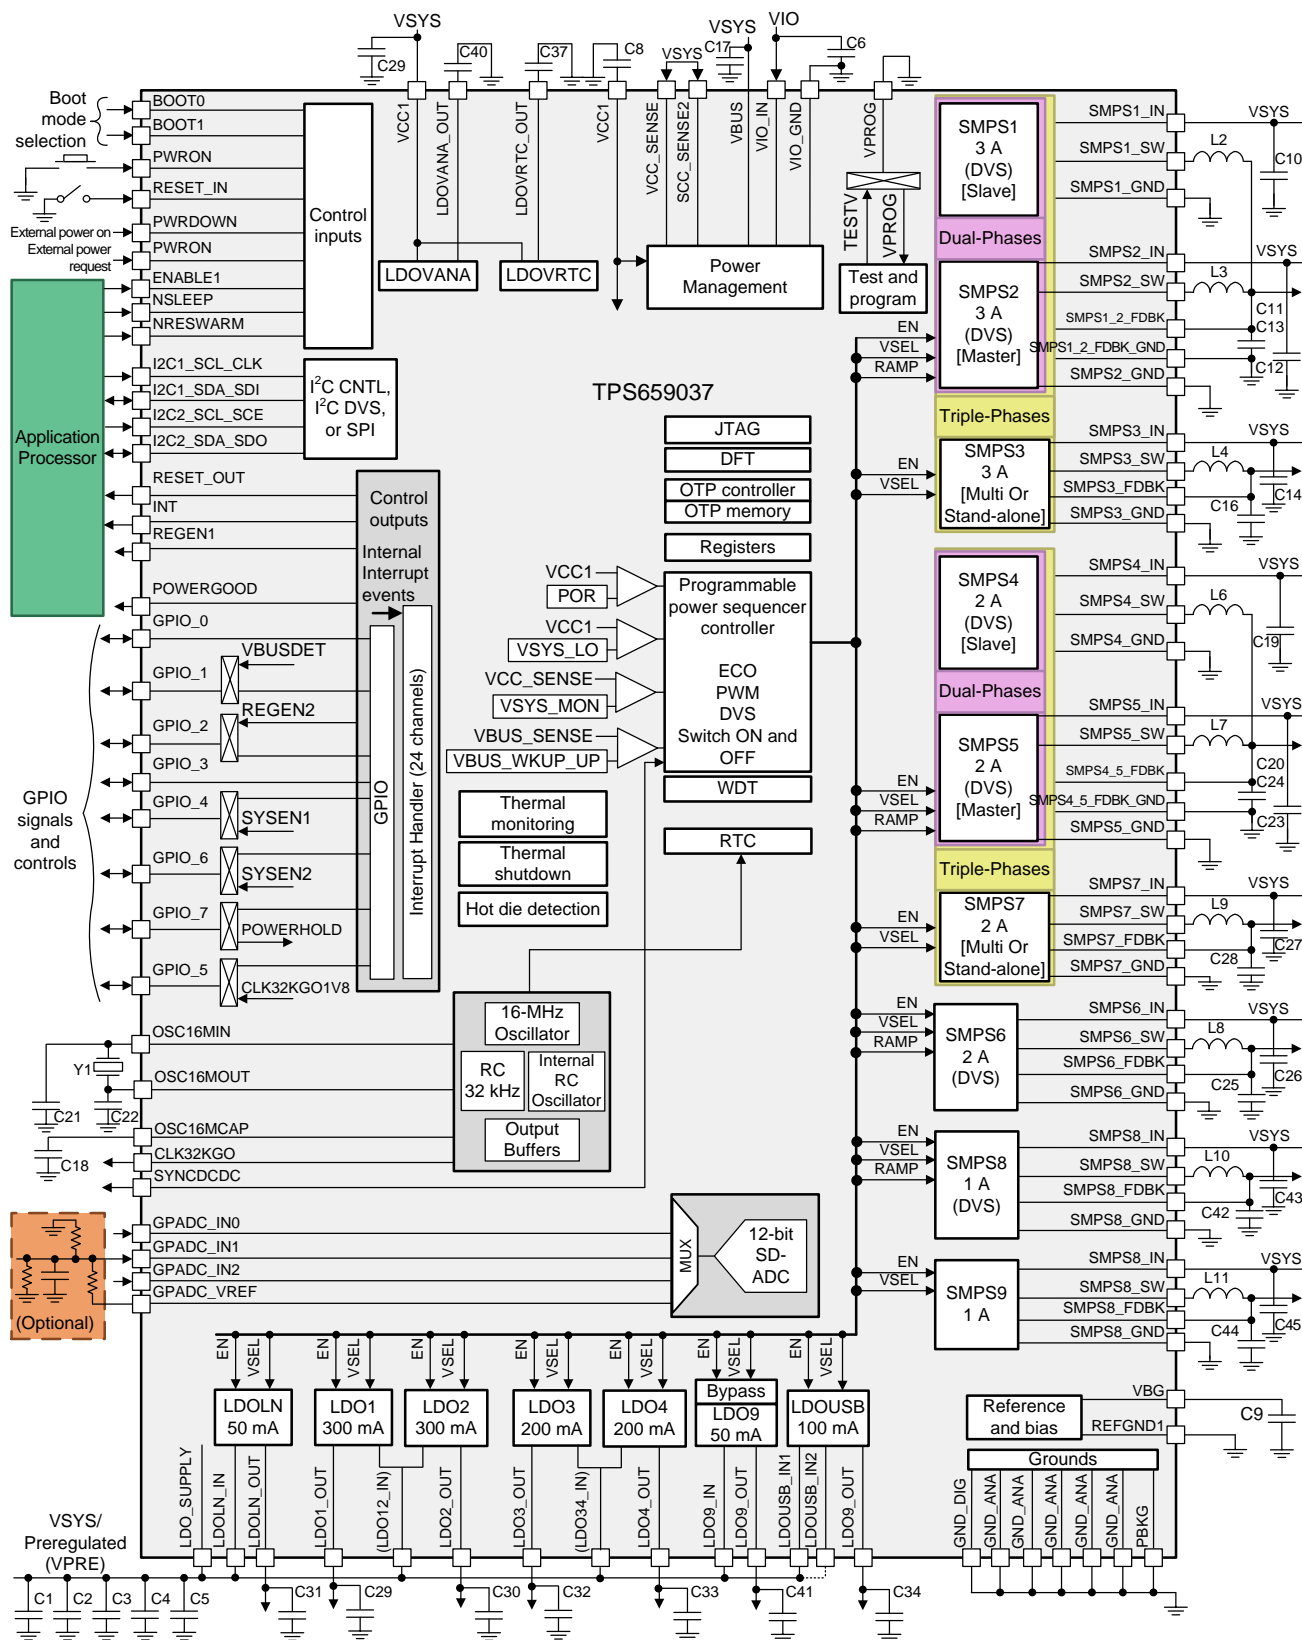 VSYS
C29
C40
C37
C8
VSYS
C17
VSYS
VIO
C6
Boot
mode
selection
BOOT0
BOOT1
PWRON
RESET_IN
PWRDOWN
External power on
External power
request
PWRON
ENABLE1
NSLEEP
NRESWARM
Control
inputs
VCC1
LDOVANA_OUT
LDOVRTC_OUT
VCC1
VCC_SENSE
SCC_SENSE2
VBUS
VIO_IN
VIO_GND
VPROG
TESTV
VPROG
LDOVANA
LDOVRTC
Power
Management
Test and
program
Application
Processor
I2C1_SCL_CLK
I2C1_SDA_SDI
I2C2_SCL_SCE
I2C2_SDA_SDO
I²C CNTL,
I²C DVS,
or SPI
RESET_OUT
INT
REGEN1
POWERGOOD
Control
outputs
Internal
Interrupt
events
GPIO
Interrupt Handler (24 channels)
GPIO
signals
and
controls
GPIO_0
GPIO_1
VBUSDET
GPIO_2
REGEN2
GPIO_3
GPIO_4
SYSEN1
GPIO_6
SYSEN2
GPIO_7
POWERHOLD
GPIO_5
CLK32KGO1V8
TPS659037
JTAG
DFT
OTP controller
OTP memory
Registers
VCC1
POR
VCC1
VSYS_LO
VCC_SENSE
VSYS_MON
VBUS_SENSE
VBUS_WKUP_UP
Programmable
power sequencer
controller
ECO
PWM
DVS
Switch ON and
OFF
WDT
RTC
Thermal
monitoring
Thermal
shutdown
Hot die detection
OSC16MIN
Y1
OSC16MOUT
C21
C22
OSC16MCAP
C18
CLK32KGO
SYNCDCDC
16-MHz
Oscillator
RC
32 kHz
Internal
RC
Oscillator
Output
Buffers
(Optional)
GPADC_IN0
GPADC_IN1
GPADC_IN2
GPADC_VREF
MUX
12-bit
SD-
ADC
SMPS1
3 A
(DVS)
[Slave]
SMPS1_IN
SMPS1_SW
SMPS1_GND
VSYS
L2
C10
Dual-Phases
EN
VSEL
RAMP
SMPS2
3 A
(DVS)
[Master]
SMPS2_IN
SMPS2_SW
SMPS1_2_FDBK
SMPS1_2_FDBK_GND
SMPS2_GND
VSYS
L3
C11
C13
C12
Triple-Phases
EN
VSEL
SMPS3
3 A
[Multi Or
Stand-alone]
SMPS3_IN
SMPS3_SW
SMPS3_FDBK
SMPS3_GND
VSYS
L4
C14
C16
SMPS4
2 A
(DVS)
[Slave]
SMPS4_IN
SMPS4_SW
SMPS4_GND
VSYS
L6
C19
Dual-Phases
EN
VSEL
RAMP
SMPS5
2 A
(DVS)
[Master]
SMPS5_IN
SMPS5_SW
SMPS4_5_FDBK
SMPS4_5_FDBK_GND
SMPS5_GND
VSYS
L7
C20
C24
C23
Triple-Phases
EN
VSEL
SMPS7
2 A
[Multi Or
Stand-alone]
SMPS7_IN
SMPS7_SW
SMPS7_FDBK
SMPS7_GND
VSYS
L9
C27
C28
EN
VSEL
RAMP
SMPS6
2 A
(DVS)
SMPS6_IN
SMPS6_SW
SMPS6_FDBK
SMPS6_GND
VSYS
L8
C26
C25
EN
VSEL
RAMP
SMPS8
1 A
(DVS)
SMPS8_IN
SMPS8_SW
SMPS8_FDBK
SMPS8_GND
VSYS
L10
C43
C42
EN
VSEL
SMPS9
1 A
SMPS8_IN
SMPS8_SW
SMPS8_FDBK
SMPS8_GND
VSYS
L11
C45
C44
EN
VSEL
EN
VSEL
EN
VSEL
EN
VSEL
EN
VSEL
EN
VSEL
EN
VSEL
LDOLN
50 mA
LDO1
300 mA
LDO2
300 mA
LDO3
200 mA
LDO4
200 mA
Bypass
LDO9
50 mA
LDOUSB
100 mA
Reference
and bias
VBG
REFGND1
C9
Grounds
LDO_SUPPLY
LDOLN_IN
LDOLN_OUT
LDO1_OUT
(LDO12_IN)
LDO2_OUT
LDO3_OUT
(LDO34_IN)
LDO4_OUT
LDO9_IN
LDO9_OUT
LDOUSB_IN1
LDOUSB_IN2
LDO9_OUT
GND_DIG
GND_ANA
GND_ANA
GND_ANA
GND_ANA
GND_ANA
PBKG
VSYS/
Preregulated
(VPRE)
C1
C2
C3
C4
C5
C31
C29
C30
C32
C33
C41
C34